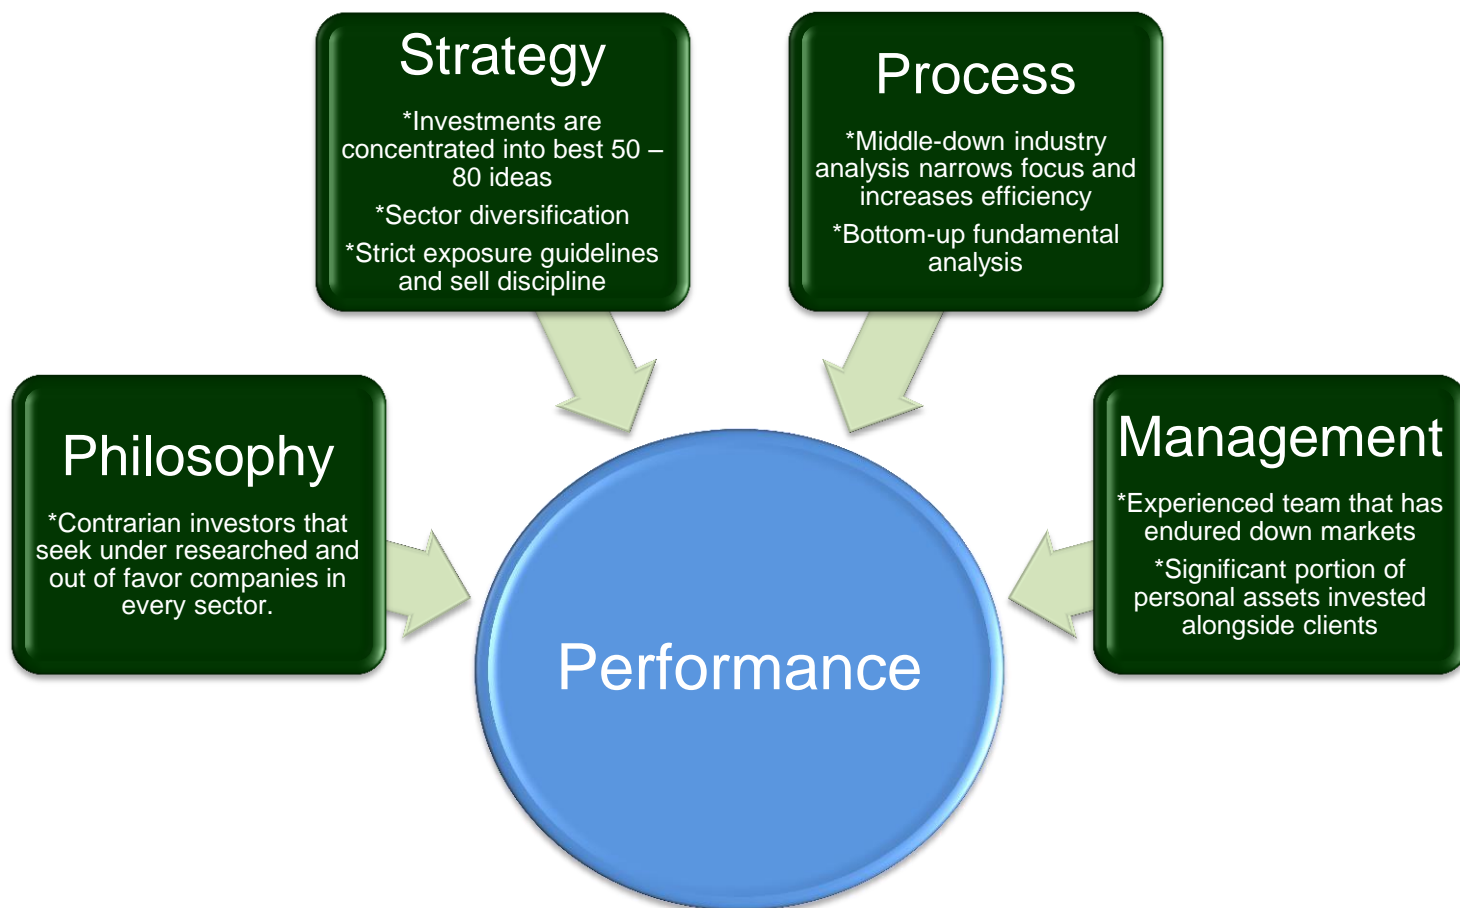 Strategy
*Investments are
concentrated into best 50 –
80 ideas
*Sector diversification
*Strict exposure guidelines
and sell discipline
Process
*Middle-down industry
analysis narrows focus and
increases efficiency
*Bottom-up fundamental
analysis
Philosophy
*Contrarian investors that
seek under researched and
out of favor companies in
every sector.
Management
*Experienced team that has
endured down markets
*Significant portion of
personal assets invested
alongside clients
Performance